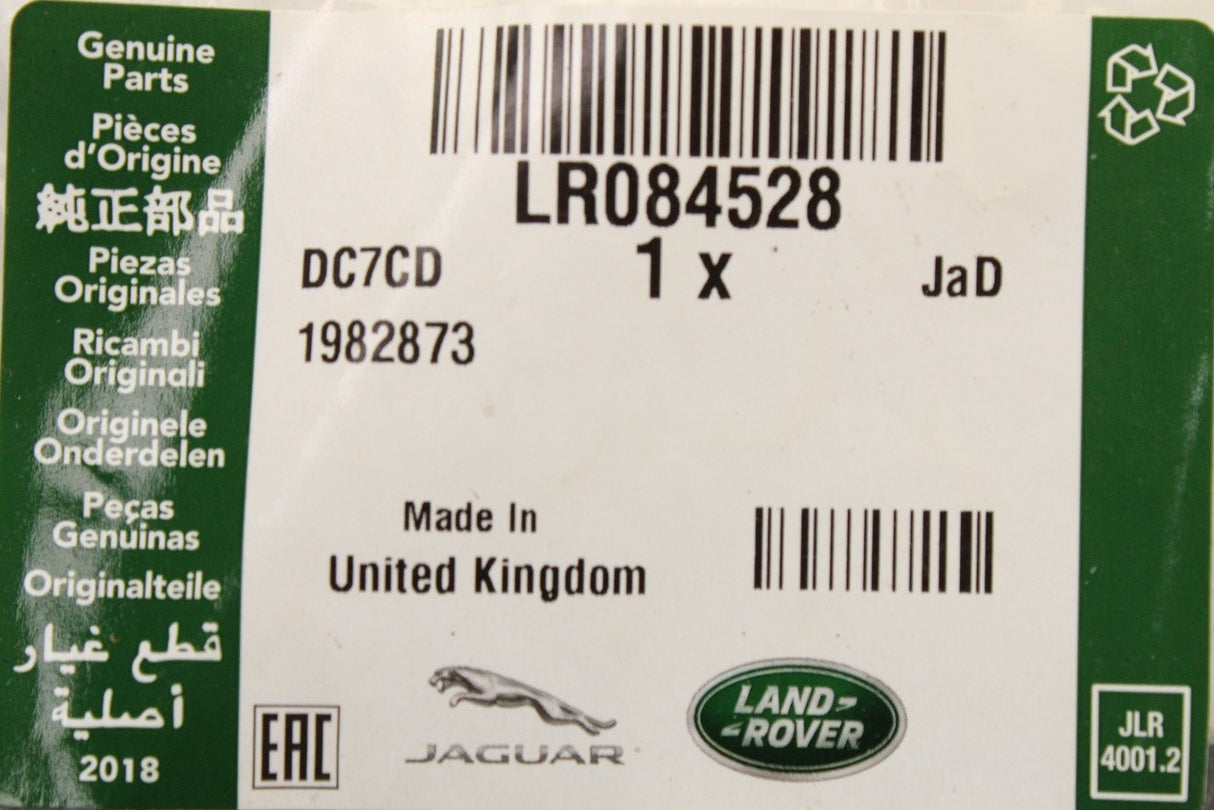 Genuine
Parts
Pièces
d'Origine
純正部品
Piezas
Originales
Ricambi
Originali
Originele
Onderdelen
Peças
Genuinas
Originalteile
قطع غيار
أصلية
2018
LR084528
DC7CD
1 x
JaD
1982873
Made In
United Kingdom
EAC
JAGUAR
LAND-
-ROVER
JLR
4001.2